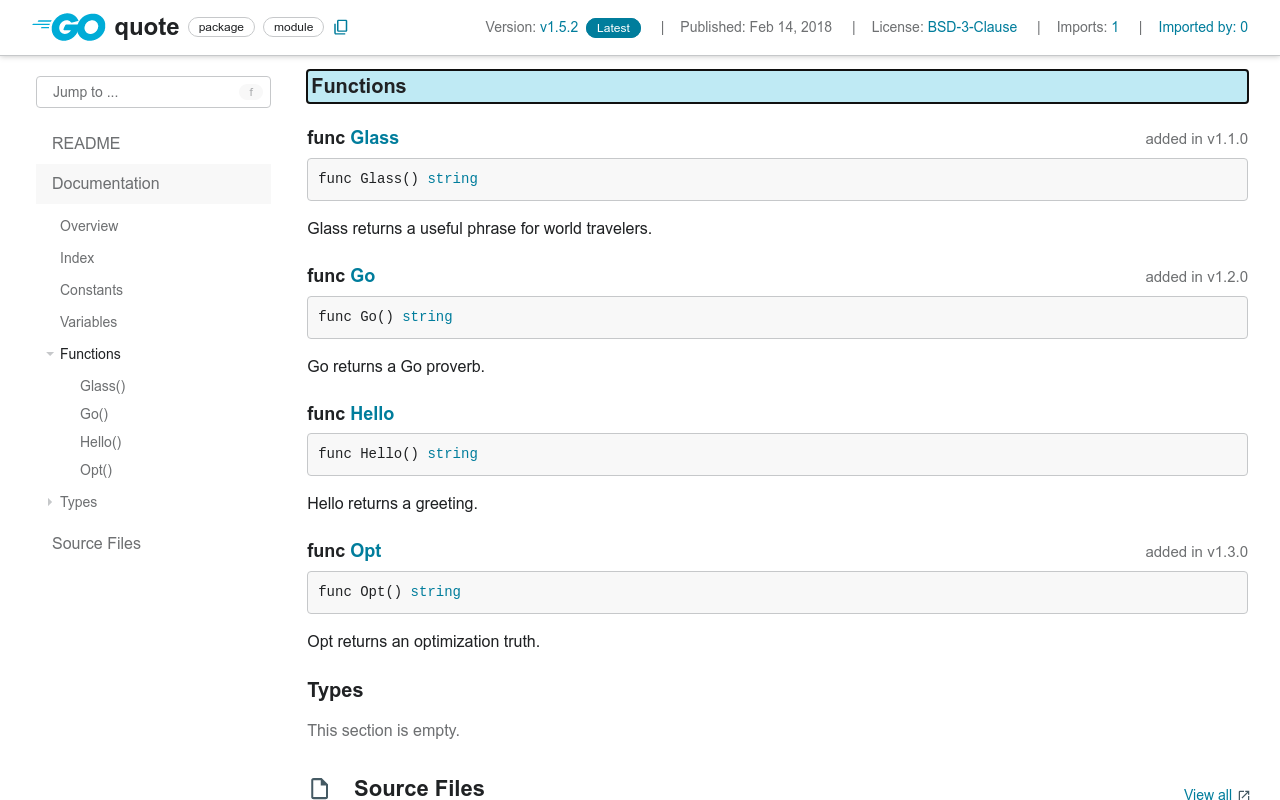 GO quote package module Version: v1.5.2 Latest | Published: Feb 14, 2018 | License: BSD-3-Clause | Imports: 1 | Imported by: 0
Jump to ... f
README
Documentation
Overview
Index
Constants
Variables
Functions
Glass()
Go()
Hello()
Opt()
Types
Source Files
Functions
func Glass added in v1.1.0
func Glass() string
Glass returns a useful phrase for world travelers.
func Go added in v1.2.0
func Go() string
Go returns a Go proverb.
func Hello
func Hello() string
Hello returns a greeting.
func Opt added in v1.3.0
func Opt() string
Opt returns an optimization truth.
Types
This section is empty.
Source Files View all